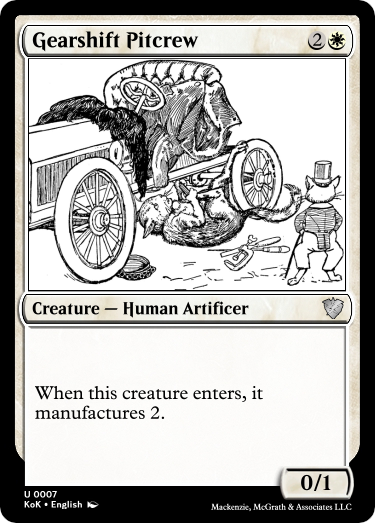 Gearshift Pitcrew 2
Creature — Human Artificer
When this creature enters, it
manufactures 2.
0/1
U 0007
KoK • English
Mackenzie, McGrath & Associates LLC